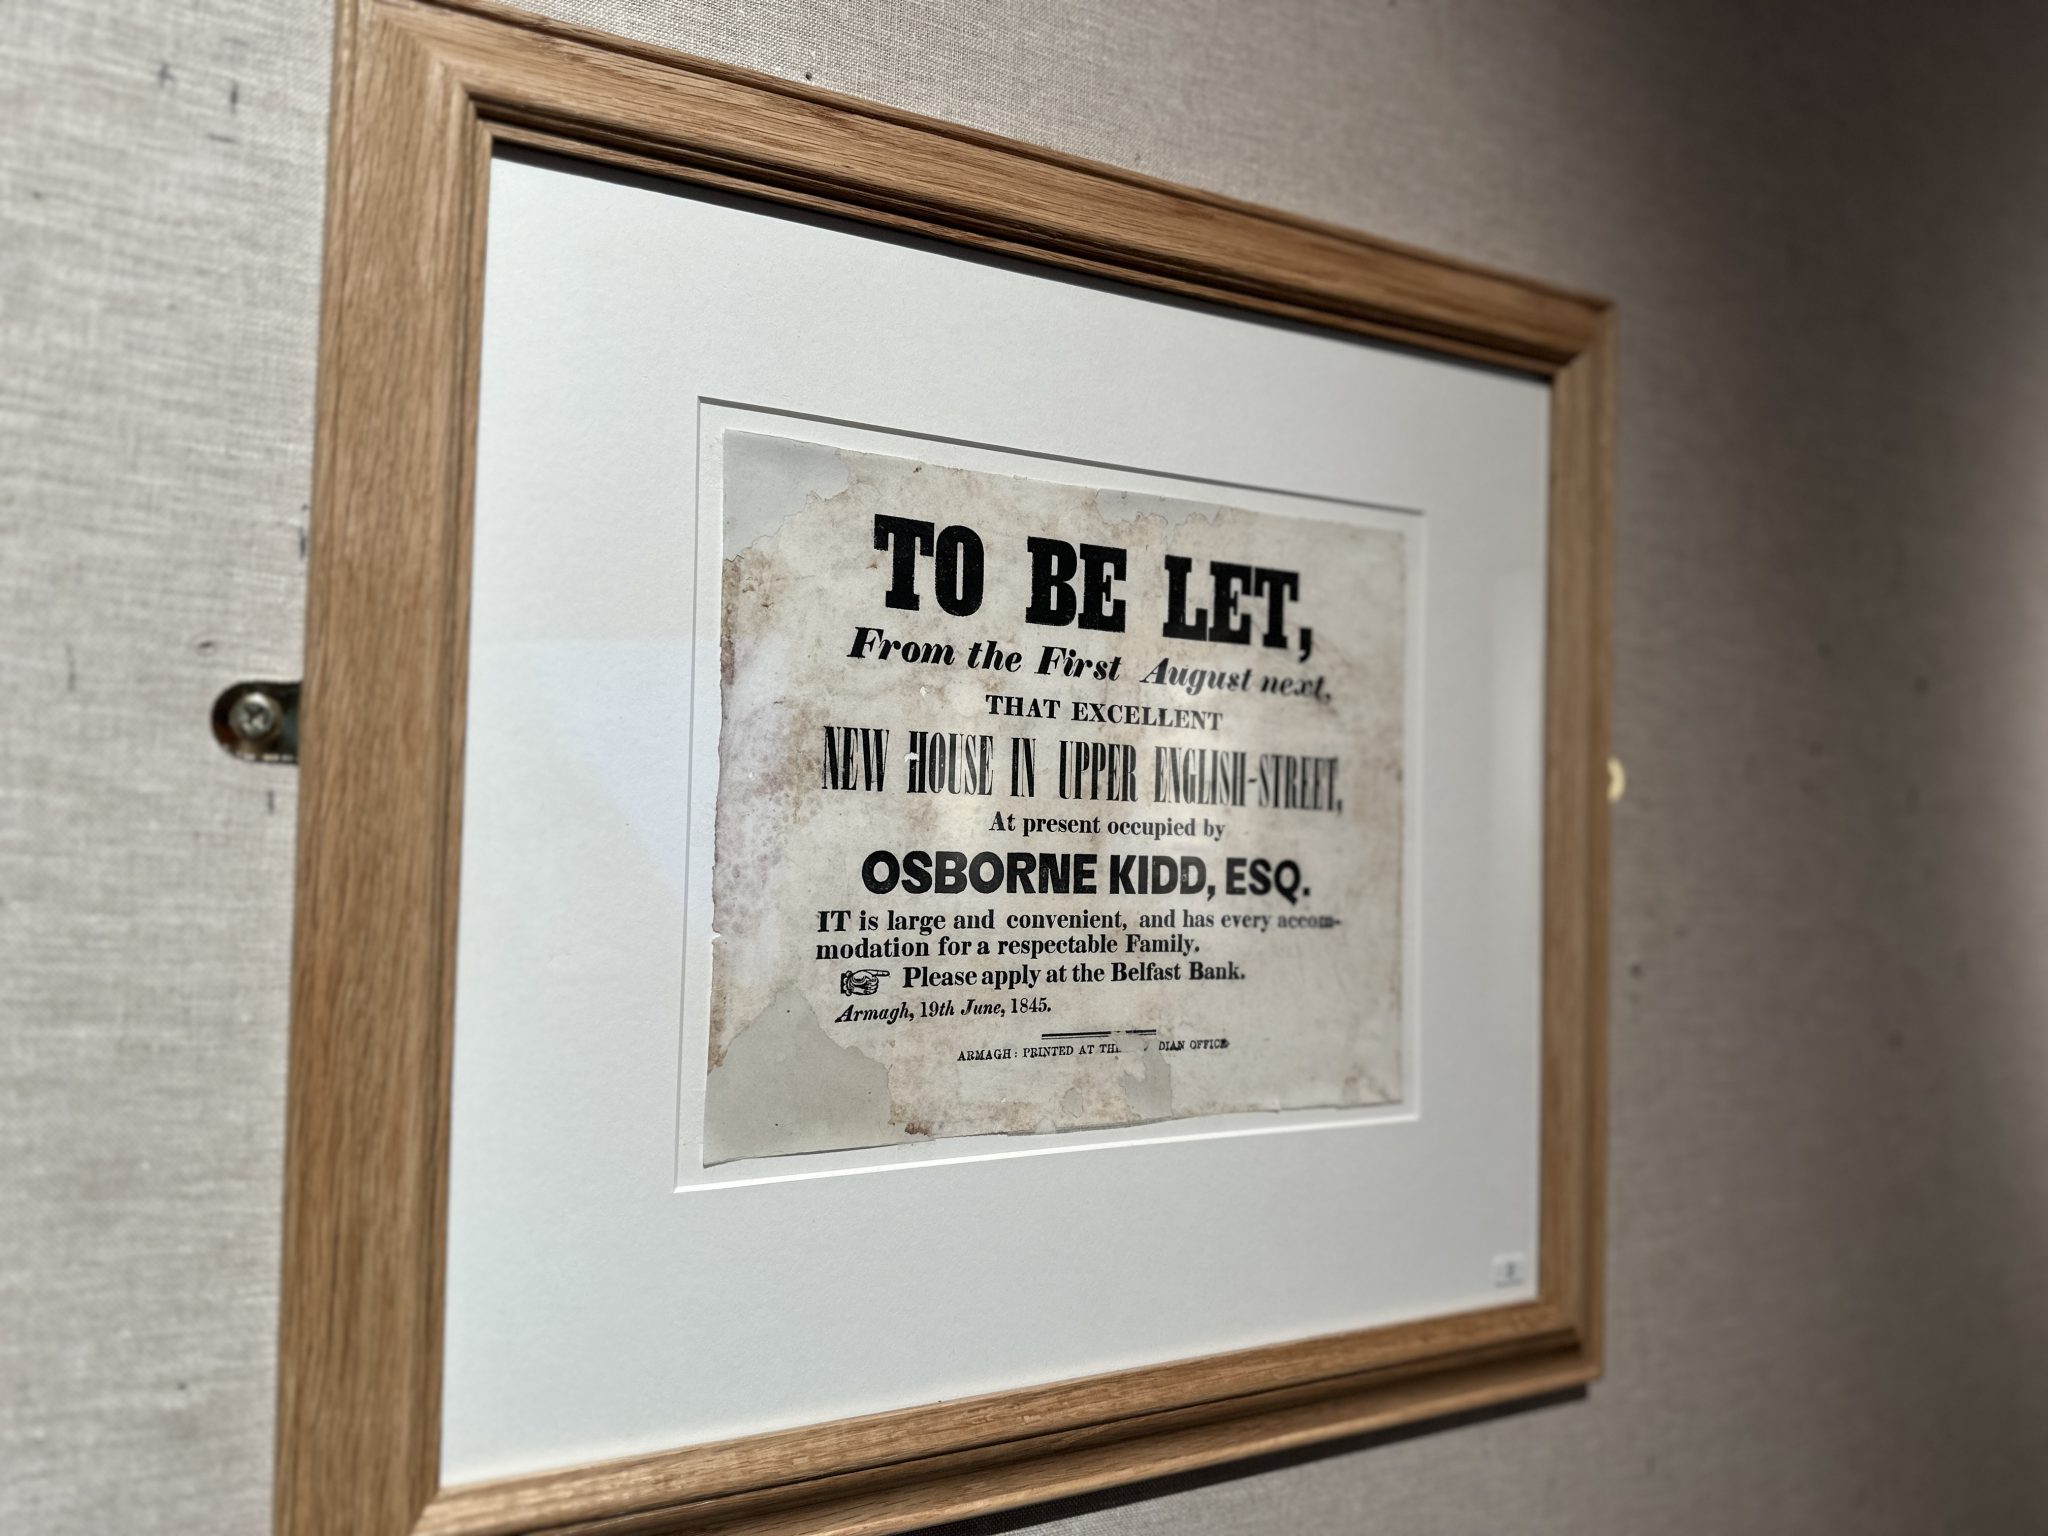 TO BE LET,
From the First August next,
THAT EXCELLENT
NEW HOUSE IN UPPER ENGLISH-STREET,
At present occupied by
OSBORNE KIDD, ESQ.
IT is large and convenient, and has every accom-
modation for a respectable Family.
Please apply at the Belfast Bank.
Armagh, 19th June, 1845.
ARMAGH: PRINTED AT THE DIAN OFFICE